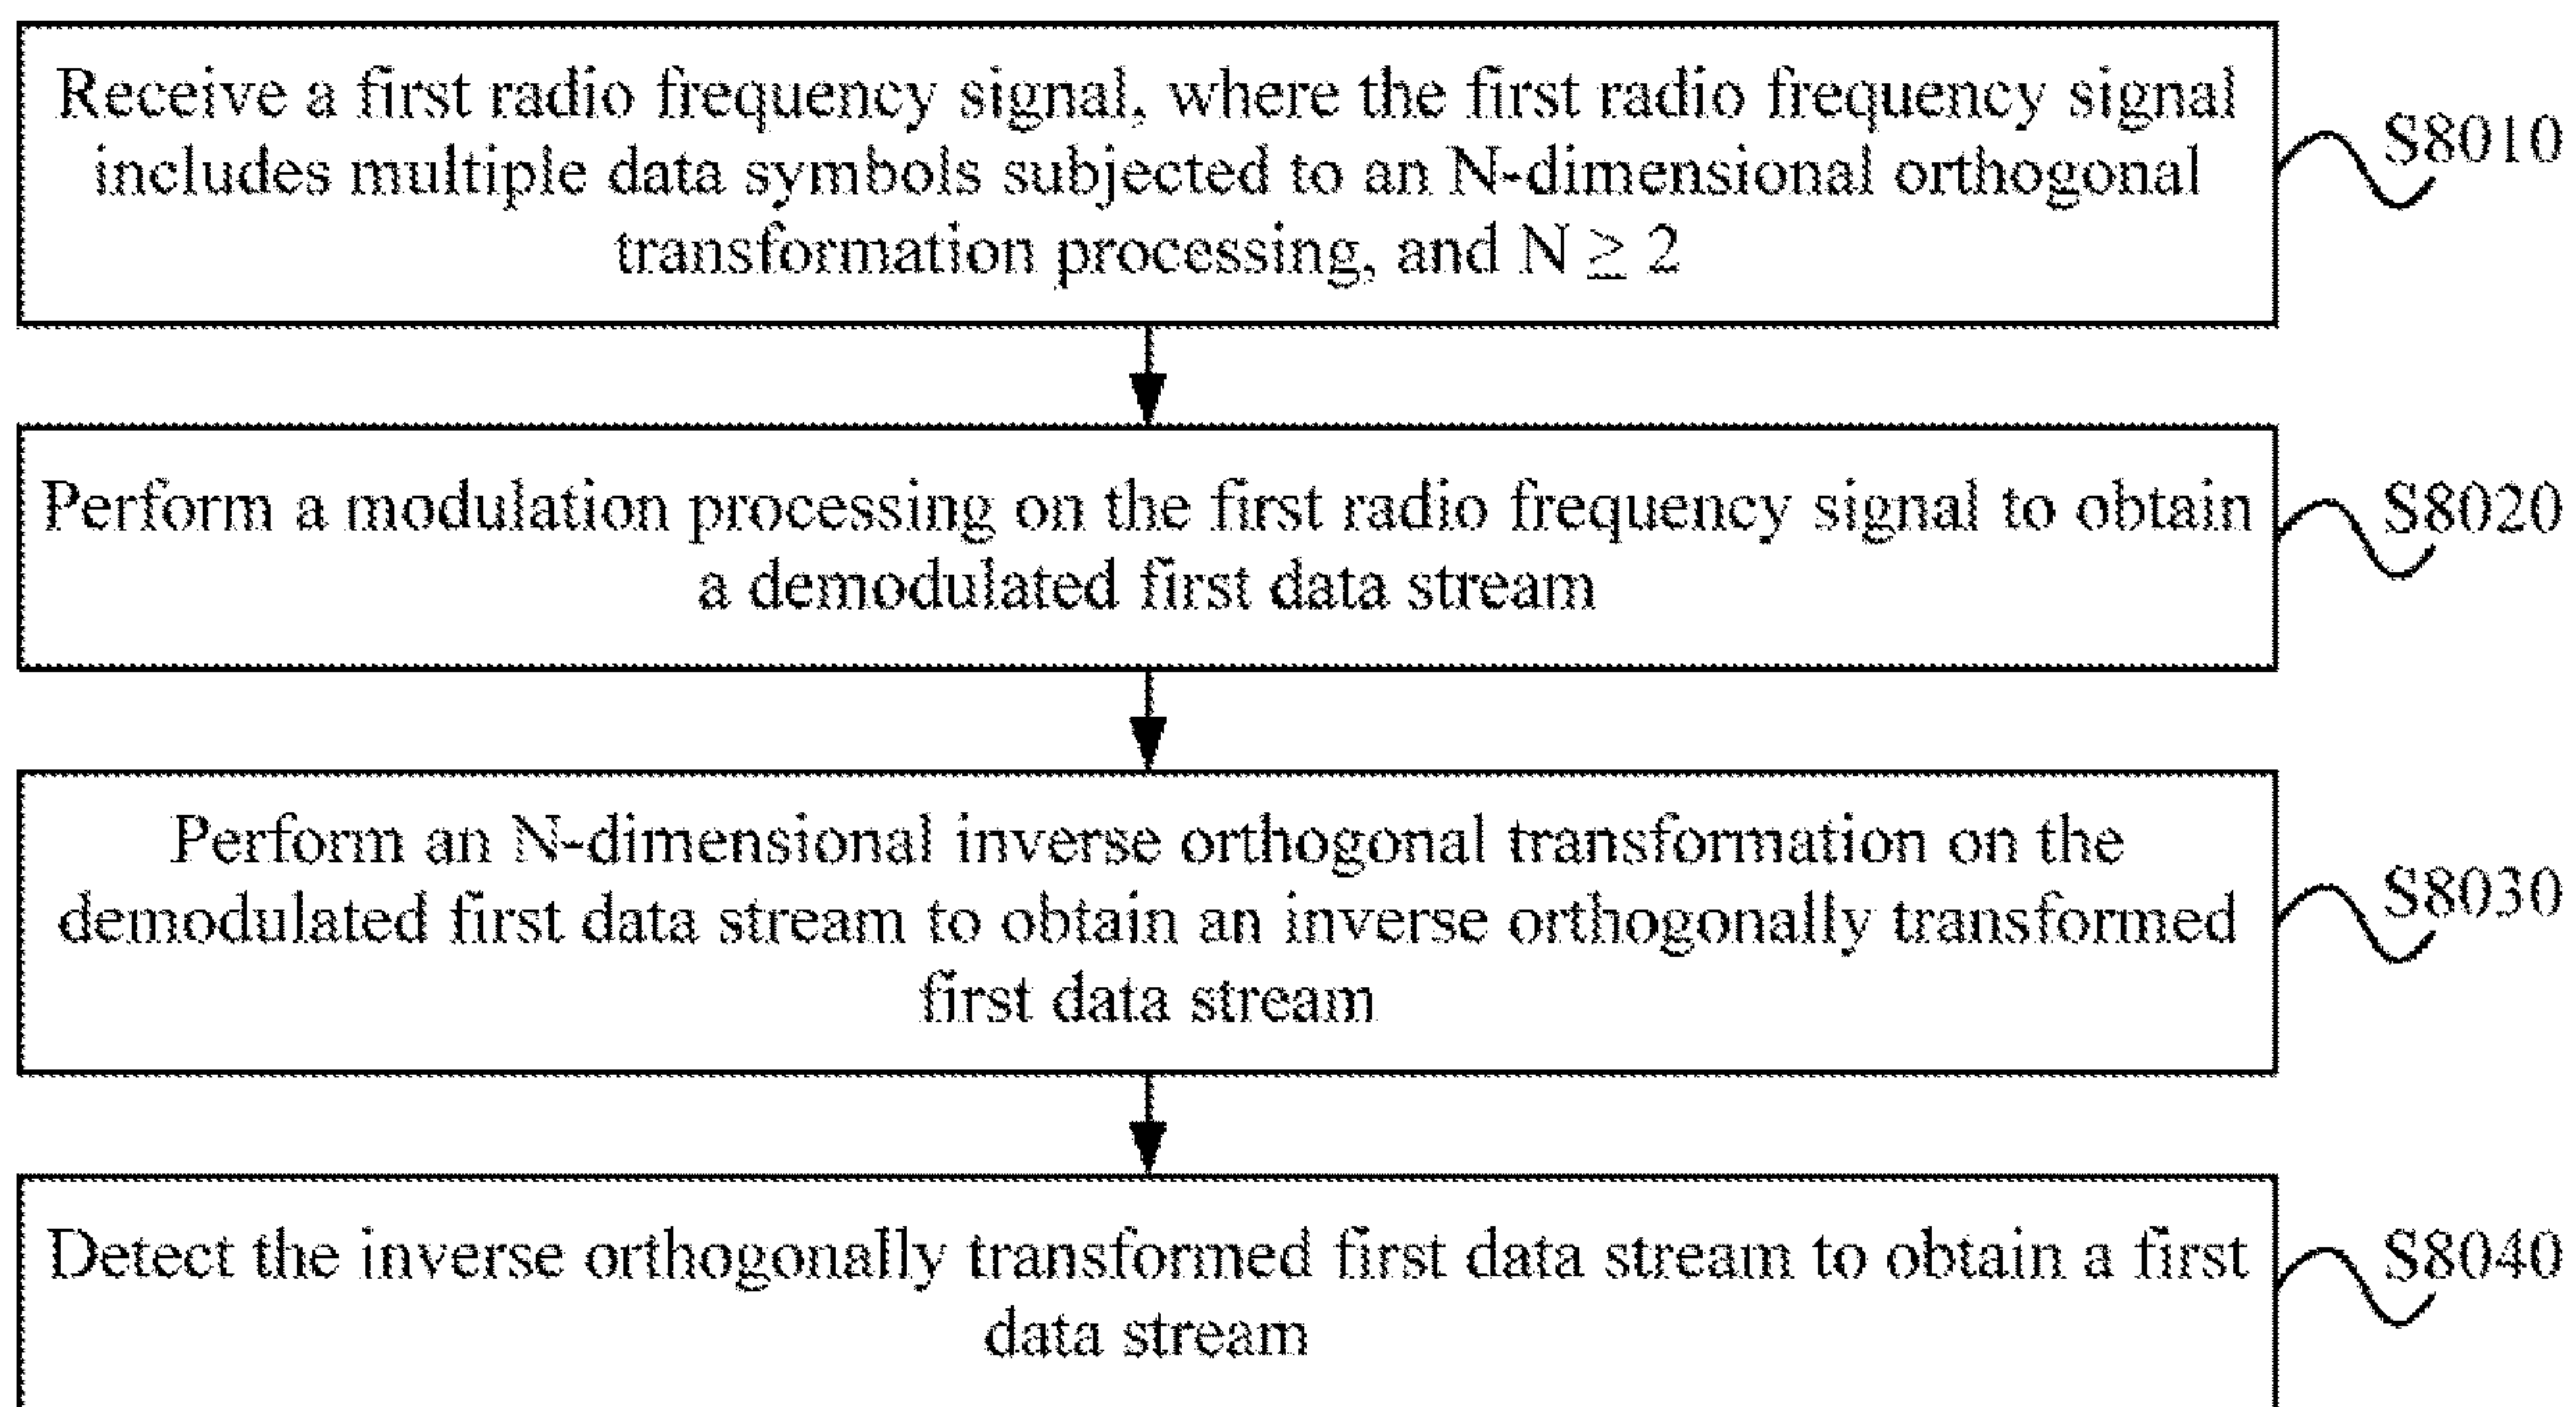 Receive a first radio frequency signal, where the first radio frequency signal
includes multiple data symbols subjected to an N-dimensional orthogonal
transformation processing, and N ≥ 2
S8010
Perform a modulation processing on the first radio frequency signal to obtain
a demodulated first data stream
S8020
Perform an N-dimensional inverse orthogonal transformation on the
demodulated first data stream to obtain an inverse orthogonally transformed
first data stream
S8030
Detect the inverse orthogonally transformed first data stream to obtain a first
data stream
S8040